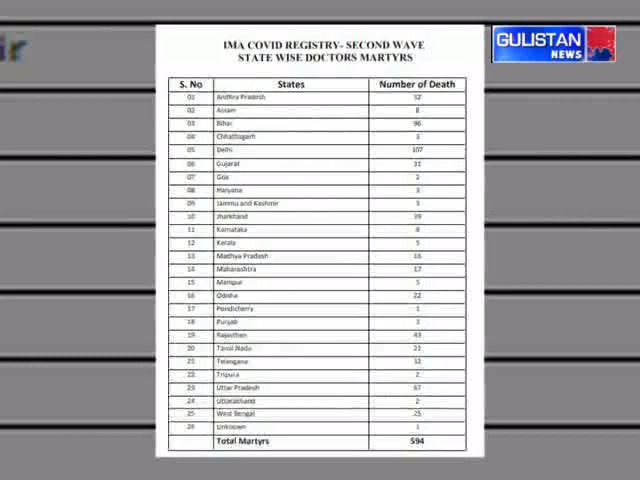 ir
GULISTAN
NEWS
IMA COVID REGISTRY- SECOND WAVE
STATE WISE DOCTORS MARTYRS
S. No States Number of Death
01 Andhra Pradesh 32
02 Assam 8
03 Bihar 96
04 Chhattisgarh 3
05 Delhi 107
06 Gujarat 31
07 Goa 2
08 Haryana 3
09 Jammu and Kashmir 3
10 Jharkhand 39
11 Karnataka 8
12 Kerala 5
13 Madhya Pradesh 16
14 Maharashtra 17
15 Manipur 5
16 Odisha 22
17 Pondicherry 1
18 Punjab 3
19 Rajasthan 43
20 Tamil Nadu 21
21 Telangana 32
22 Tripura 2
23 Uttar Pradesh 67
24 Uttarakhand 2
25 West Bengal 25
26 Unknown 1
Total Martyrs 594